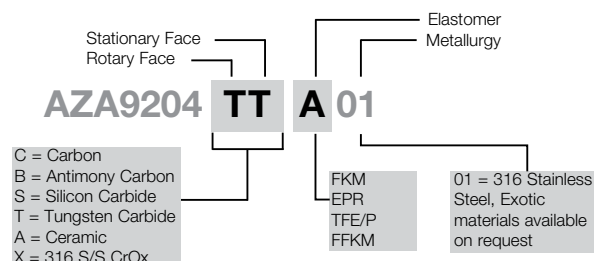 Elastomer
Stationary Face
Metallurgy
Rotary Face
AZA9204 TT A 01
C = Carbon
B = Antimony Carbon
S = Silicon Carbide
T = Tungsten Carbide
A = Ceramic
X = 316 S/S CrOx
FKM
EPR
TFE/P
FFKM
01 = 316 Stainless
Steel, Exotic
materials available
on request